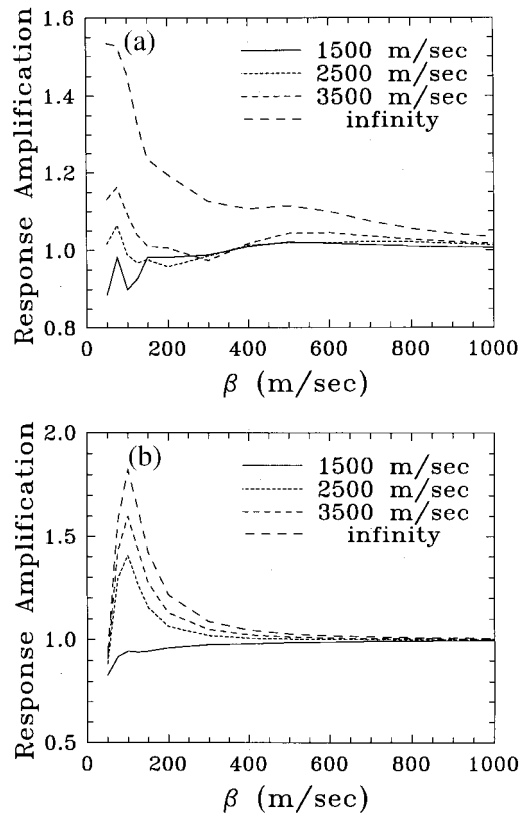 (a)
1500 m/sec
2500 m/sec
3500 m/sec
infinity
Response Amplification
1.6
1.4
1.2
1.0
0.8
0
200
400
600
800
1000
β (m/sec)
(b)
1500 m/sec
2500 m/sec
3500 m/sec
infinity
Response Amplification
2.0
1.5
1.0
0.5
0
200
400
600
800
1000
β (m/sec)